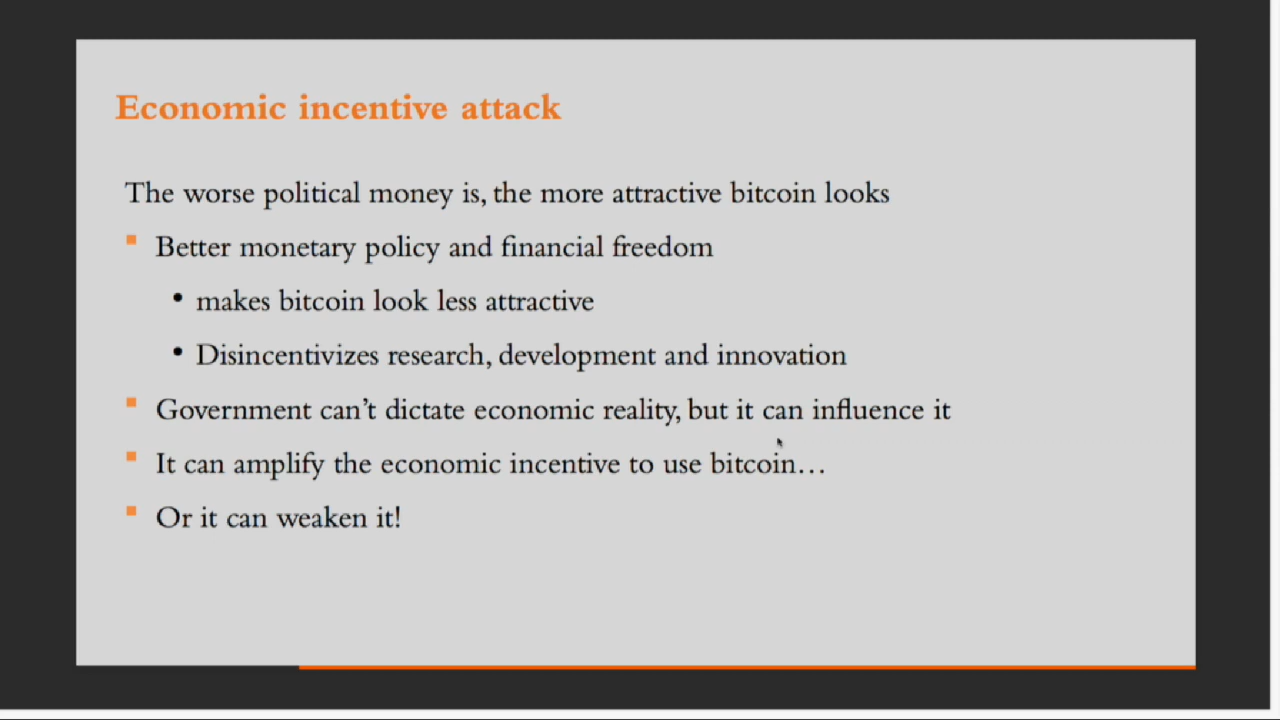 Economic incentive attack
The worse political money is, the more attractive bitcoin looks
Better monetary policy and financial freedom
makes bitcoin look less attractive
Disincentivizes research, development and innovation
Government can’t dictate economic reality, but it can influence it
It can amplify the economic incentive to use bitcoin…
Or it can weaken it!